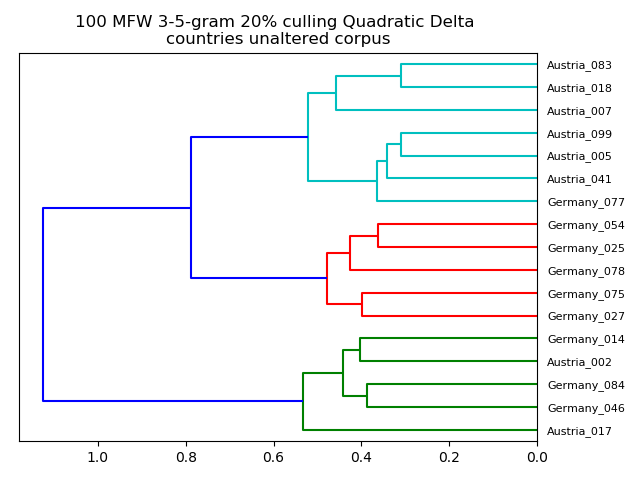 100 MFW 3-5-gram 20% culling Quadratic Delta
countries unaltered corpus
Austria_083
Austria_018
Austria_007
Austria_099
Austria_005
Austria_041
Germany_077
Germany_054
Germany_025
Germany_078
Germany_075
Germany_027
Germany_014
Austria_002
Germany_084
Germany_046
Austria_017
1.0 0.8 0.6 0.4 0.2 0.0